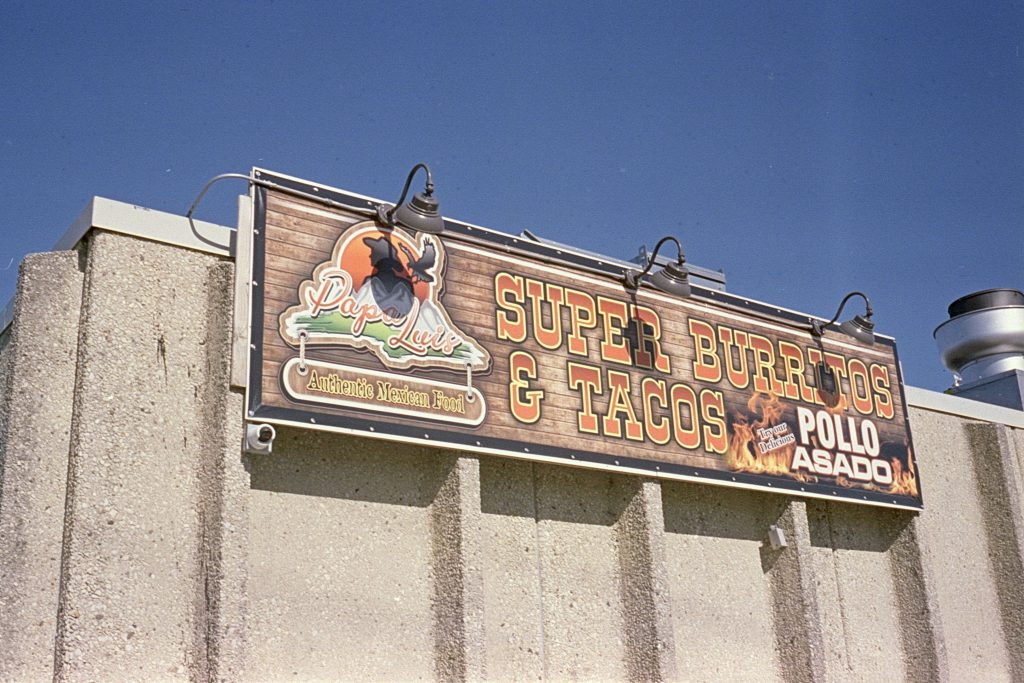 Papa Luis
Authentic Mexican Food
SUPER BURRITOS
& TACOS
Try our
Delicious
POLLO
ASADO